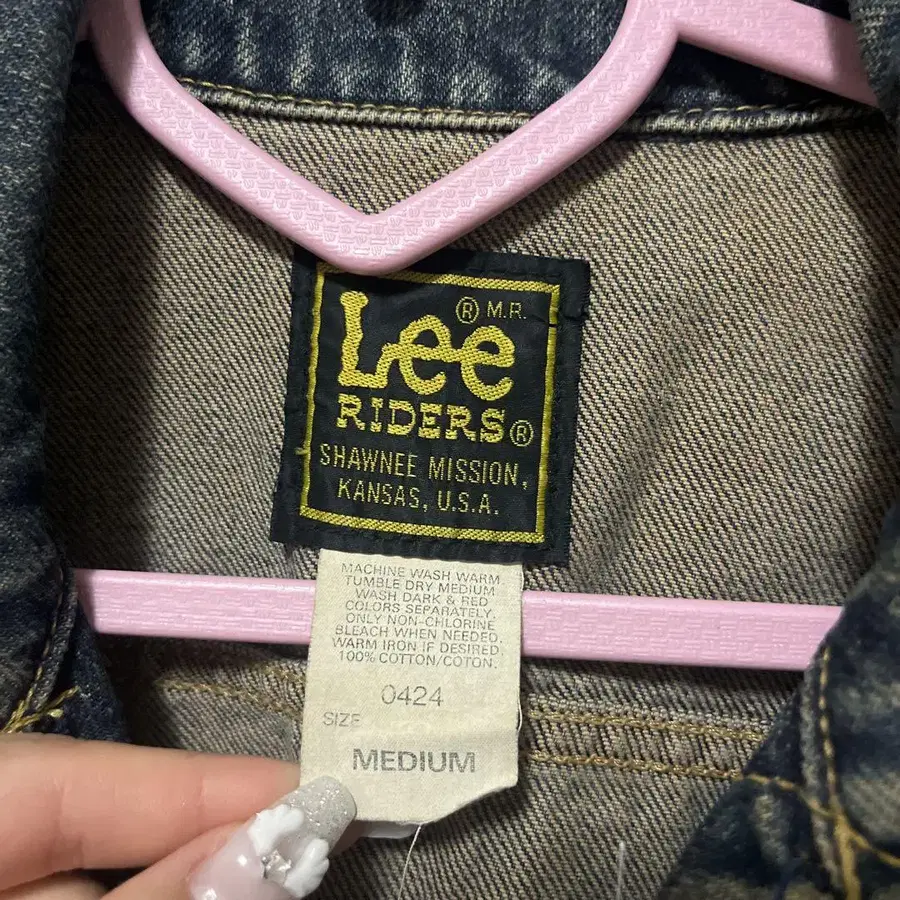 ® M.R.
Lee
RIDERS®
SHAWNEE MISSION,
KANSAS, U.S.A.
MACHINE WASH WARM
TUMBLE DRY MEDIUM
WASH DARK & RED
COLORS SEPARATELY.
ONLY NON-CHLORINE
BLEACH WHEN NEEDED.
WARM IRON IF DESIRED.
100% COTTON/COTON.
0424
SIZE
MEDIUM